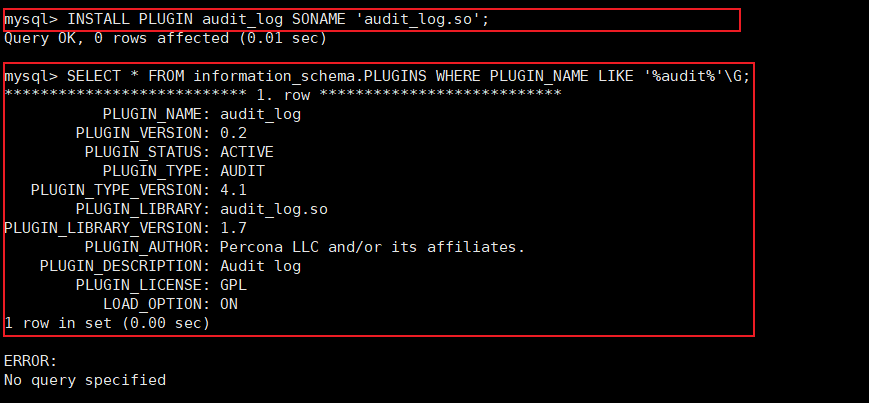 mysql> INSTALL PLUGIN audit_log SONAME 'audit_log.so';
Query OK, 0 rows affected (0.01 sec)
mysql> SELECT * FROM information_schema.PLUGINS WHERE PLUGIN_NAME LIKE '%audit%'\G;
*************************** 1. row ***************************
PLUGIN_NAME: audit_log
PLUGIN_VERSION: 0.2
PLUGIN_STATUS: ACTIVE
PLUGIN_TYPE: AUDIT
PLUGIN_TYPE_VERSION: 4.1
PLUGIN_LIBRARY: audit_log.so
PLUGIN_LIBRARY_VERSION: 1.7
PLUGIN_AUTHOR: Percona LLC and/or its affiliates.
PLUGIN_DESCRIPTION: Audit log
PLUGIN_LICENSE: GPL
LOAD_OPTION: ON
1 row in set (0.00 sec)
ERROR:
No query specified